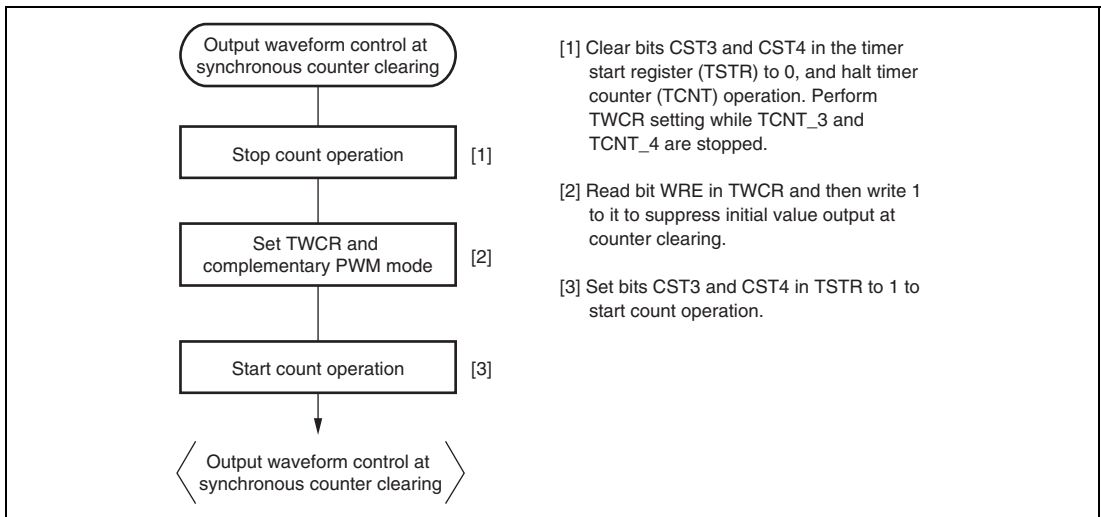 Output waveform control at
synchronous counter clearing
Stop count operation
[1]
Set TWCR and
complementary PWM mode
[2]
Start count operation
[3]
Output waveform control at
synchronous counter clearing
[1] Clear bits CST3 and CST4 in the timer
start register (TSTR) to 0, and halt timer
counter (TCNT) operation. Perform
TWCR setting while TCNT_3 and
TCNT_4 are stopped.
[2] Read bit WRE in TWCR and then write 1
to it to suppress initial value output at
counter clearing.
[3] Set bits CST3 and CST4 in TSTR to 1 to
start count operation.